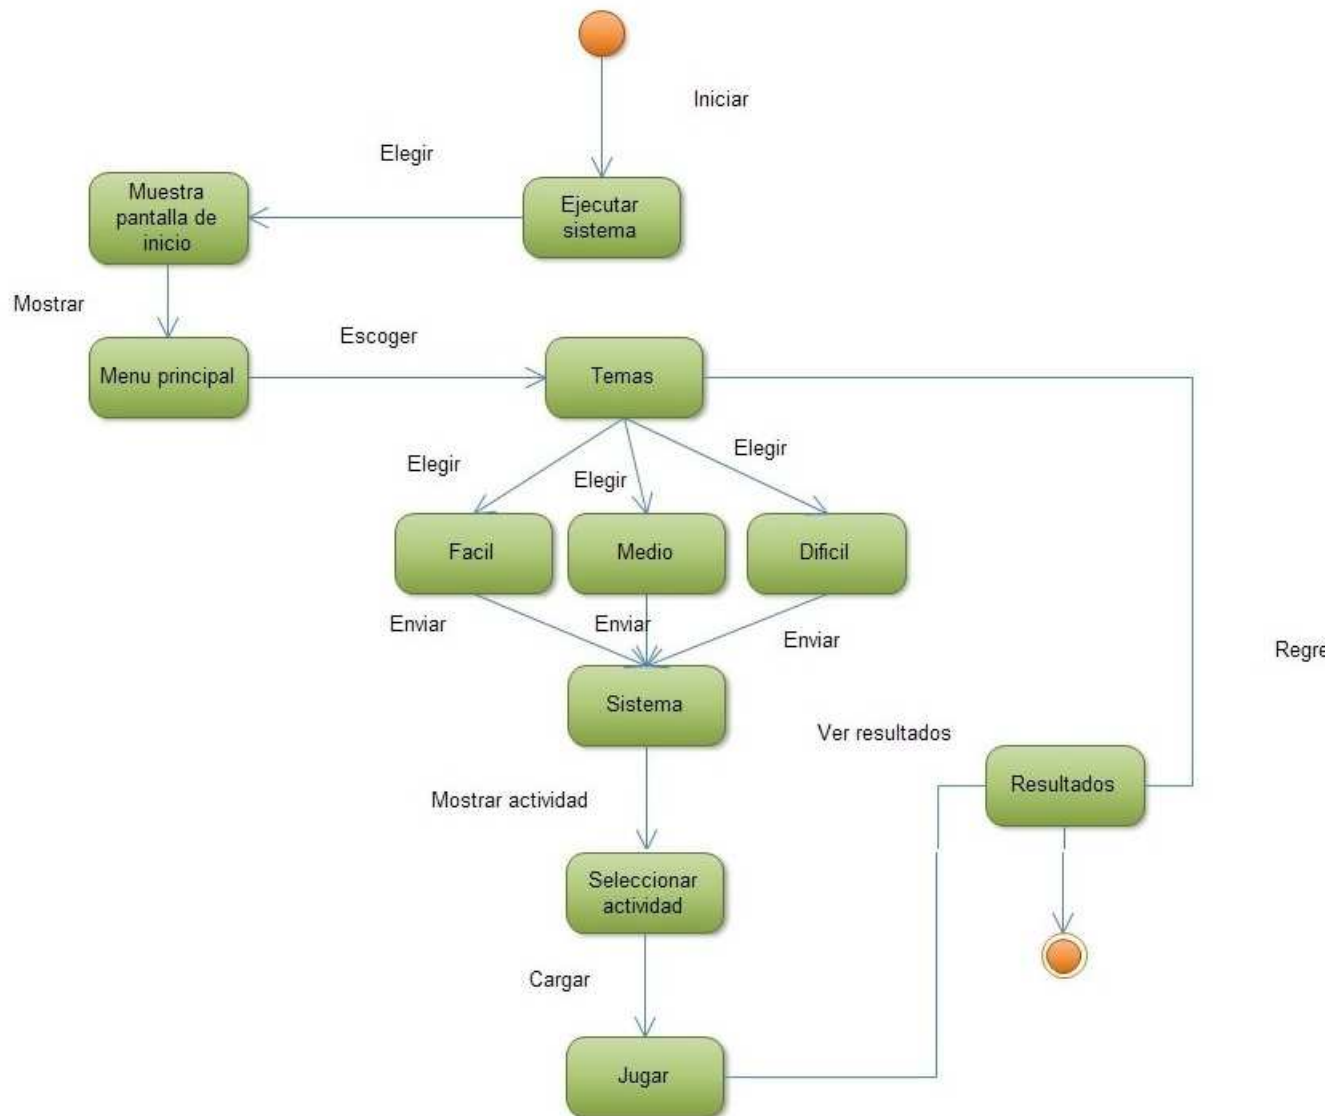 Iniciar
Elegir
Muestra
pantalla de
inicio
Ejecutar
sistema
Mostrar
Escoger
Menu principal
Temas
Elegir
Elegir
Elegir
Facil
Medio
Dificil
Enviar
Enviar
Enviar
Regre
Sistema
Ver resultados
Resultados
Mostrar actividad
Seleccionar
actividad
Cargar
Jugar